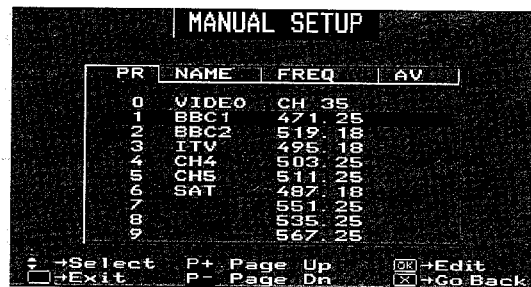 MANUAL SETUP
PR NAME FREQ AV
0 VIDEO CH 35
1 BBC1 471.25
2 BBC2 519.18
3 ITV 495.18
4 CH4 503.25
5 CH5 511.25
6 SAT 487.18
7 551.25
8 535.25
9 567.25
→Select P+ Page Up OK →Edit
→Exit P- Page Dn X →Go Back